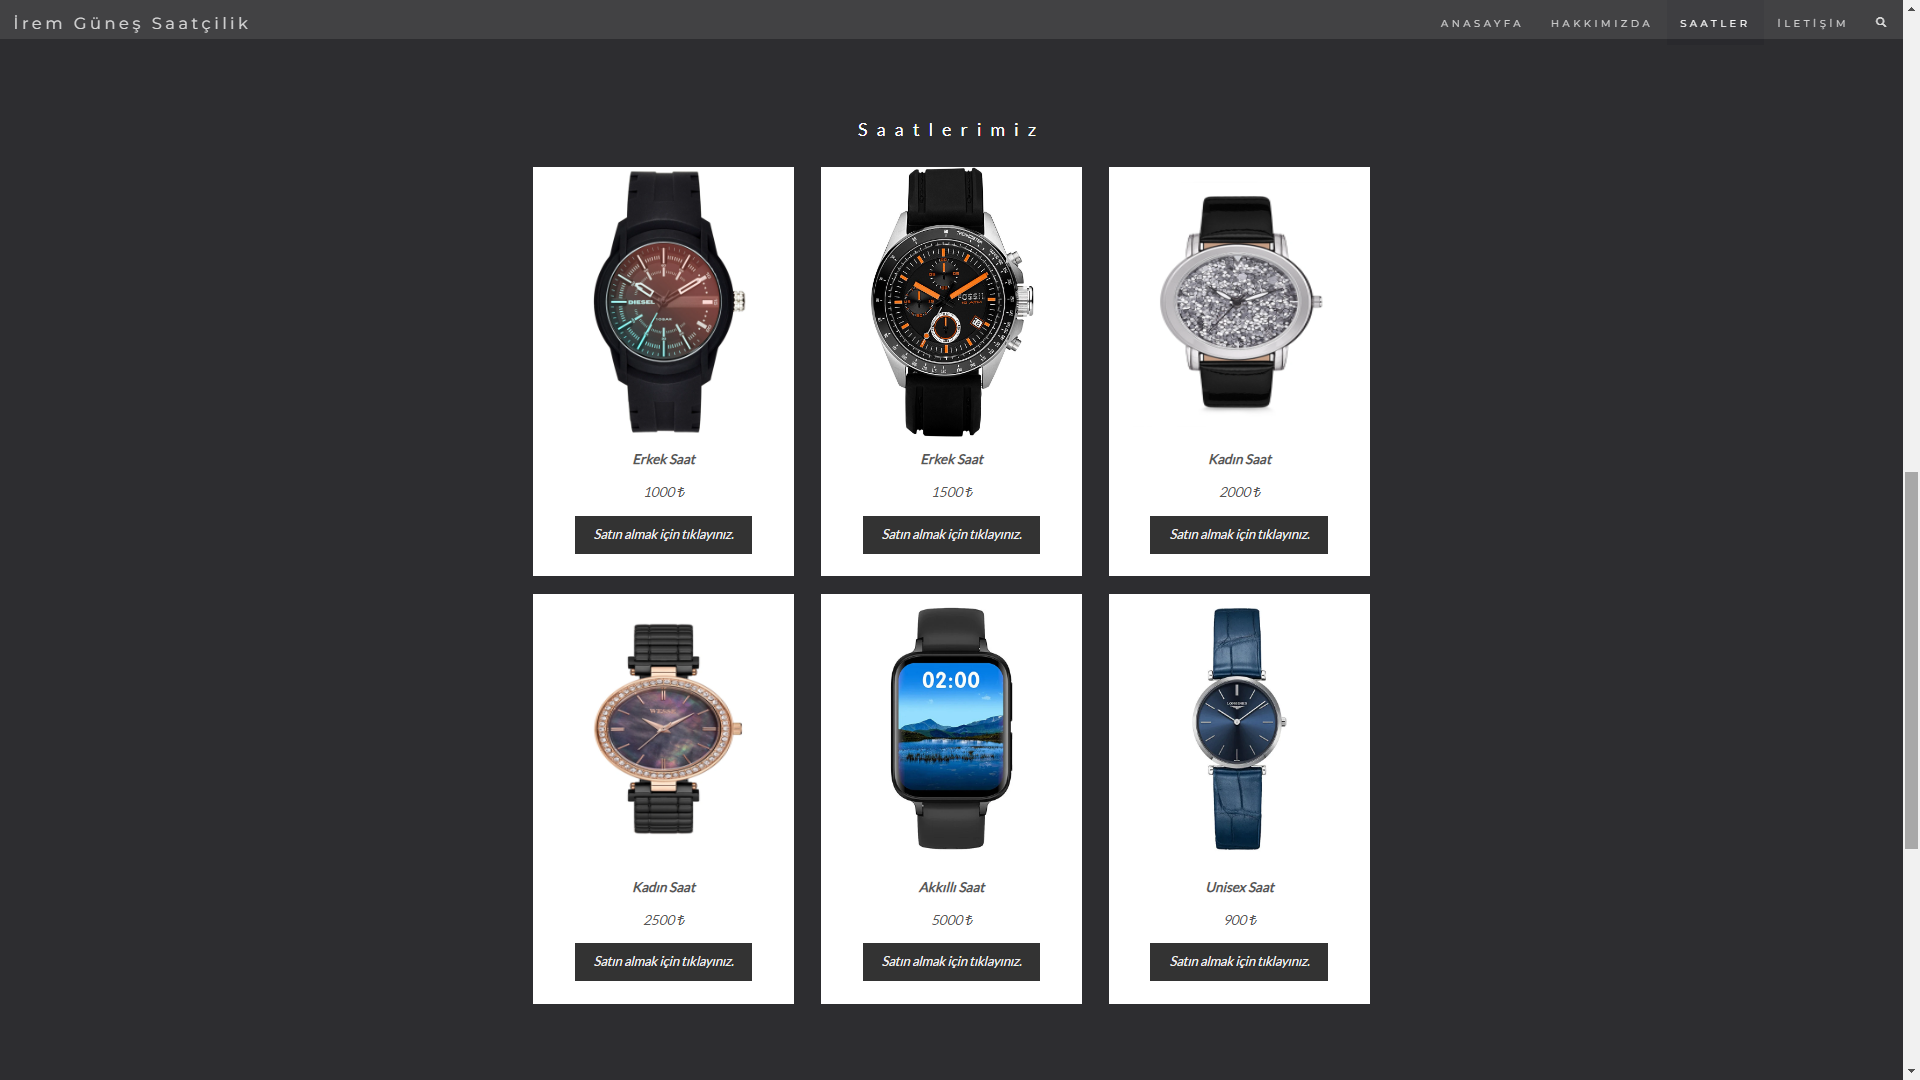 İrem Güneş Saatçilik
ANASAYFA HAKKIMIZDA SAATLER İLETİŞİM
Saatlerimiz
DIESEL
10BAR
TACHYMETER
FOSSIL
Erkek Saat Erkek Saat Kadın Saat
1000 ₺ 1500 ₺ 2000 ₺
Satın almak için tıklayınız. Satın almak için tıklayınız. Satın almak için tıklayınız.
02:00
LONGINES
Kadın Saat Akkıllı Saat Unisex Saat
2500 ₺ 5000 ₺ 900 ₺
Satın almak için tıklayınız. Satın almak için tıklayınız. Satın almak için tıklayınız.